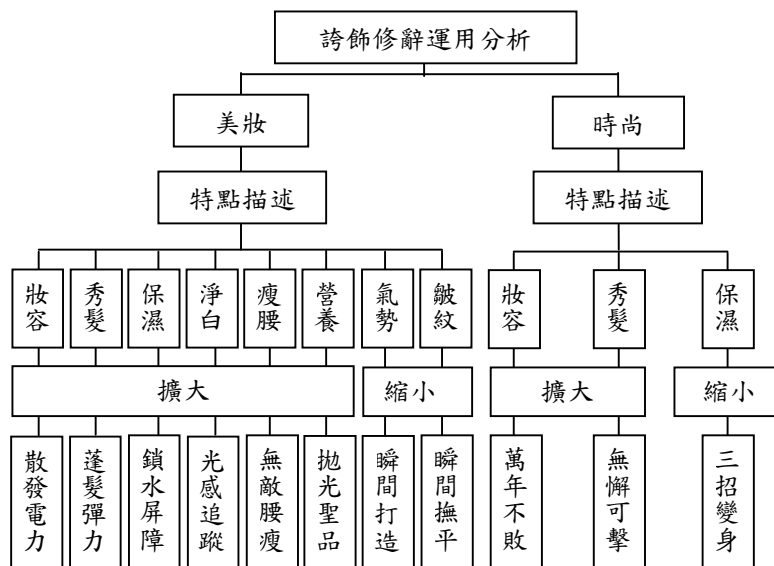 誇飾修辭運用分析
美妝
時尚
特點描述
特點描述
妝容
秀髮
保濕
淨白
瘦腰
營養
氣勢
皺紋
妝容
秀髮
保濕
擴大
縮小
擴大
縮小
散發電力
蓬髮彈力
鎖水屏障
光感追蹤
無敵腰瘦
拋光聖品
瞬間打造
瞬間撫平
萬年不敗
無懈可擊
三招變身